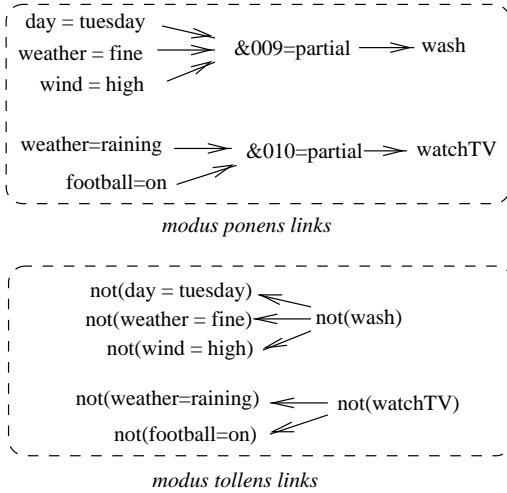 day = tuesday
weather = fine
wind = high
&009=partial
wash
weather=raining
football=on
&010=partial
watchTV
modus ponens links
not(day = tuesday)
not(weather = fine)
not(wind = high)
not(wash)
not(weather=raining)
not(football=on)
not(watchTV)
modus tollens links